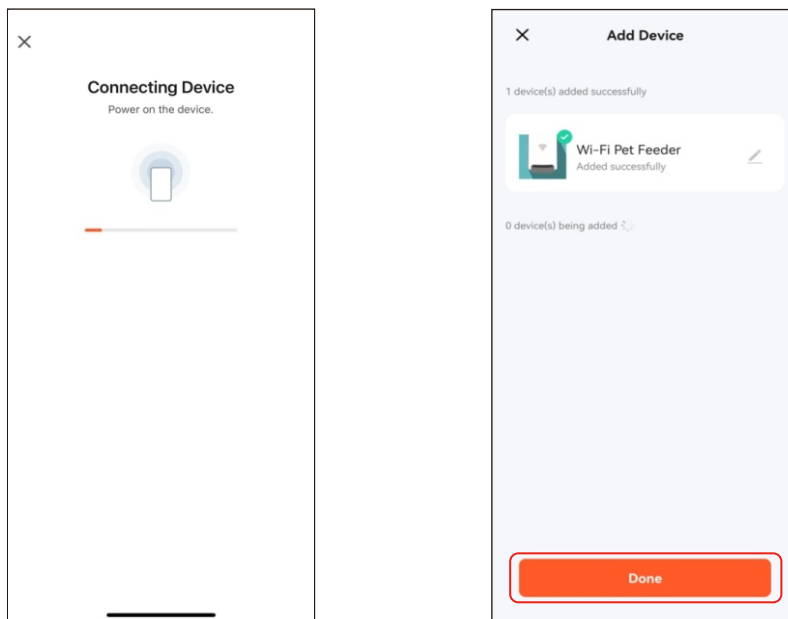 Connecting Device
Power on the device.
Add Device
1 device(s) added successfully
Wi-Fi Pet Feeder
Added successfully
0 device(s) being added
Done